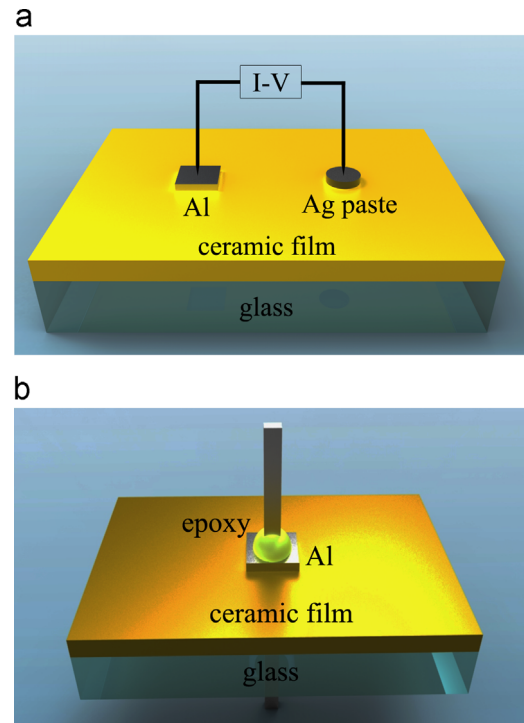 a
I-V
Al
Ag paste
ceramic film
glass
b
epoxy
Al
ceramic film
glass